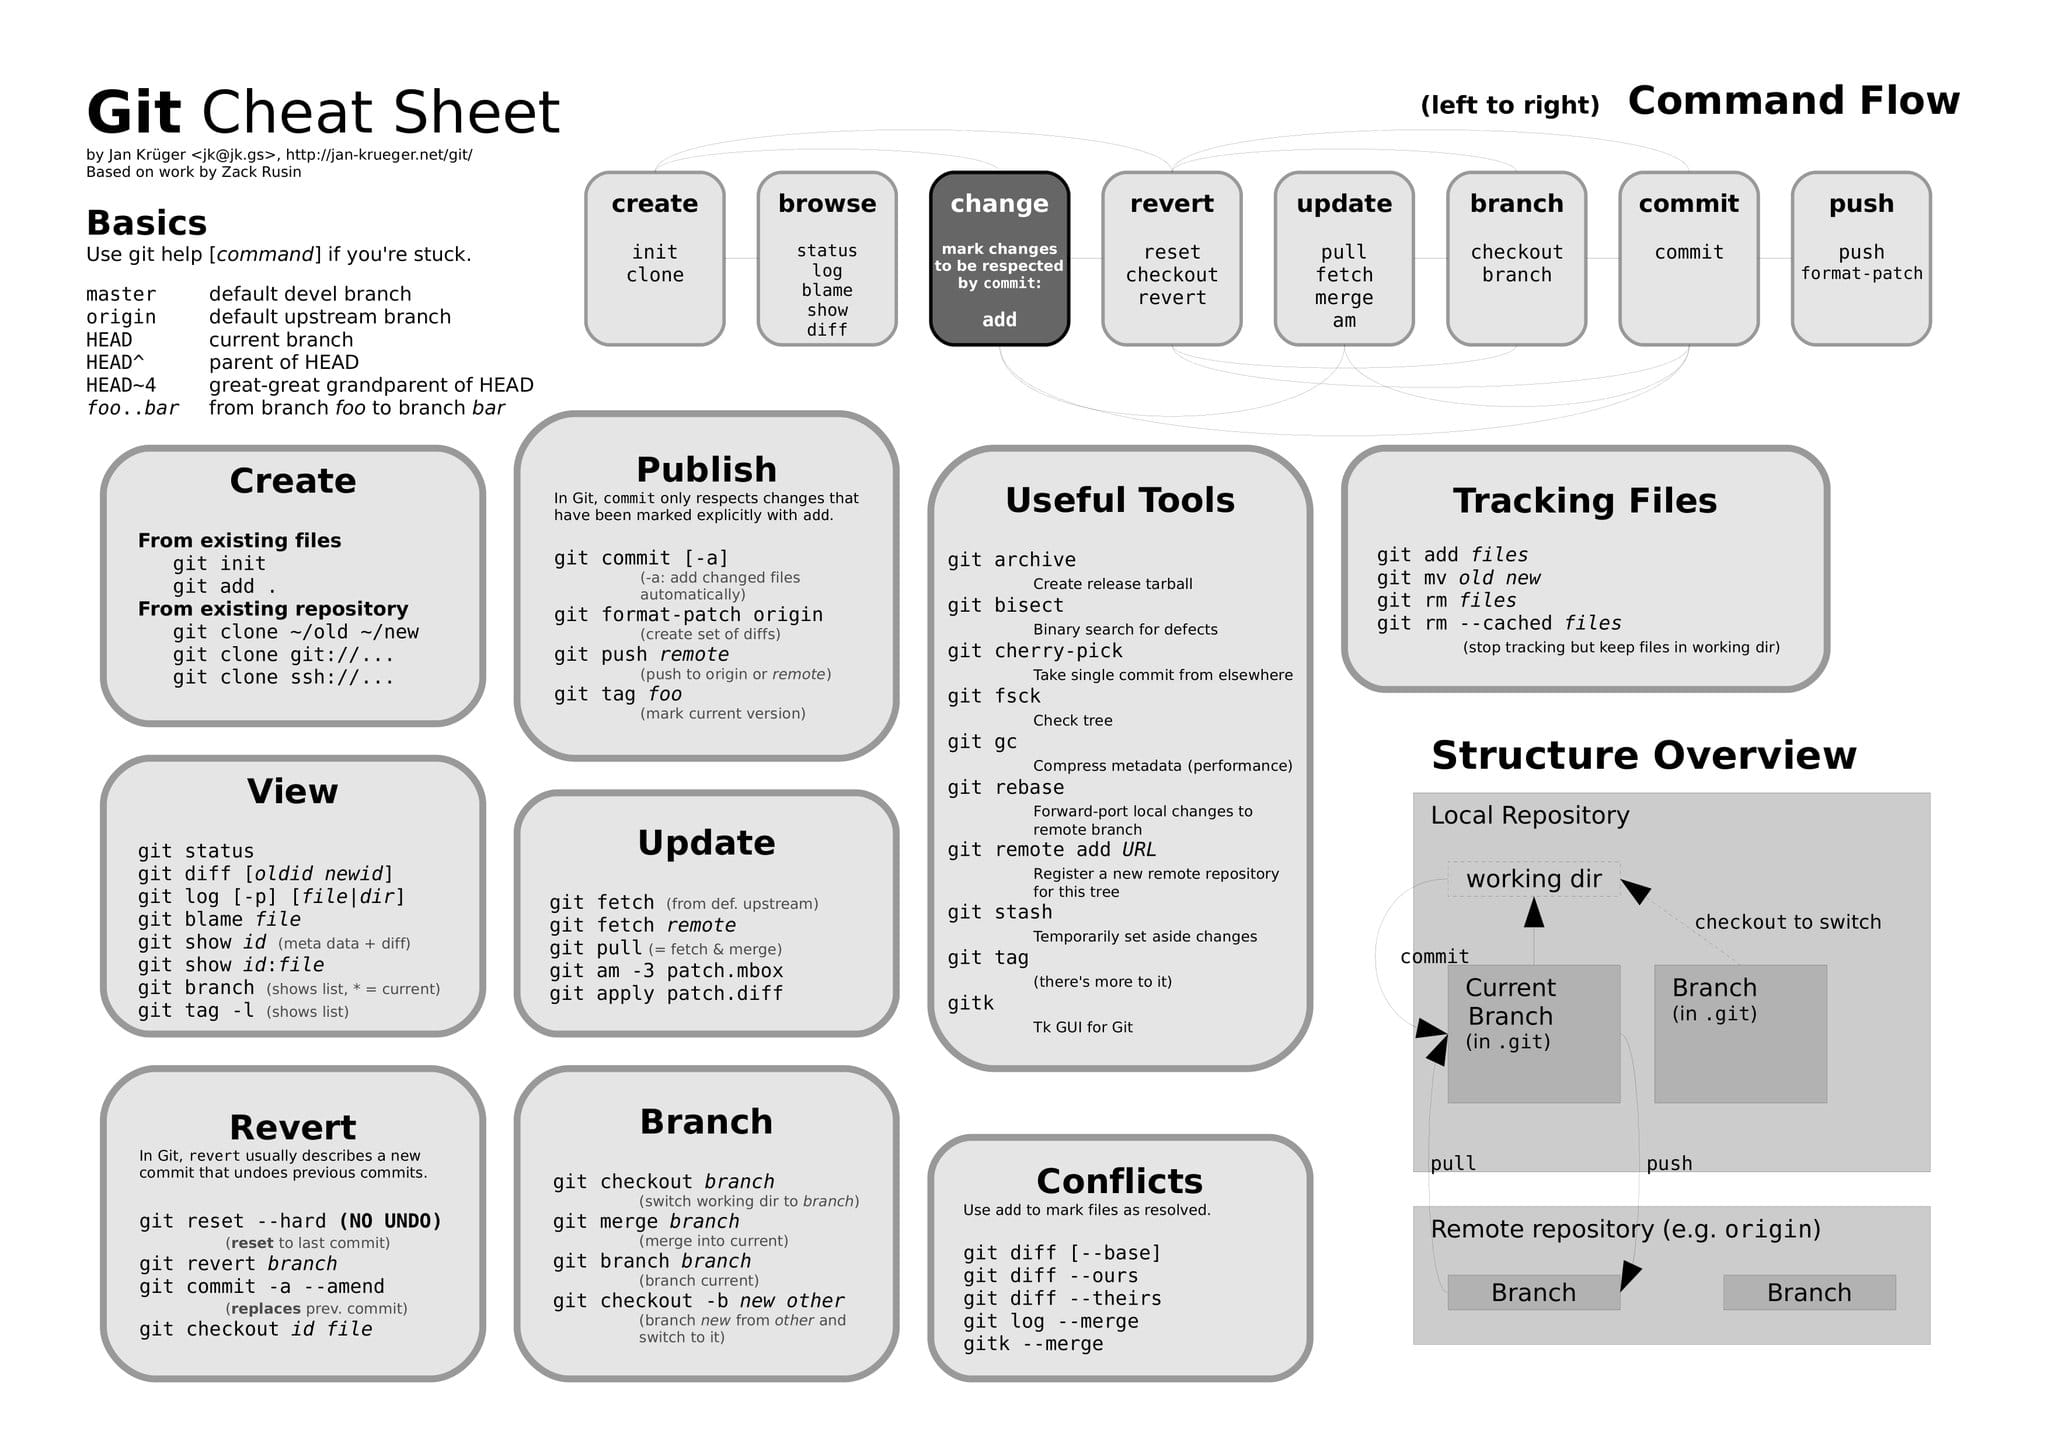 Git Cheat Sheet
by Jan Krüger <jk@jk.gs>, http://jan-krueger.net/git/
Based on work by Zack Rusin
Basics
Use git help [command] if you're stuck.
master default devel branch
origin default upstream branch
HEAD current branch
HEAD^ parent of HEAD
HEAD~4 great-great grandparent of HEAD
foo..bar from branch foo to branch bar
(left to right) Command Flow
create
init
clone
browse
status
log
blame
show
diff
change
mark changes
to be respected
by commit:
add
revert
reset
checkout
revert
update
pull
fetch
merge
am
branch
checkout
branch
commit
commit
push
push
format-patch
Create
From existing files
git init
git add .
From existing repository
git clone ~/old ~/new
git clone git://...
git clone ssh://...
View
git status
git diff [oldid newid]
git log [-p] [file|dir]
git blame file
git show id (meta data + diff)
git show id:file
git branch (shows list, * = current)
git tag -l (shows list)
Revert
In Git, revert usually describes a new
commit that undoes previous commits.
git reset --hard (NO UNDO)
(reset to last commit)
git revert branch
git commit -a --amend
(replaces prev. commit)
git checkout id file
Publish
In Git, commit only respects changes that
have been marked explicitly with add.
git commit [-a]
(-a: add changed files
automatically)
git format-patch origin
(create set of diffs)
git push remote
(push to origin or remote)
git tag foo
(mark current version)
Update
git fetch (from def. upstream)
git fetch remote
git pull (= fetch & merge)
git am -3 patch.mbox
git apply patch.diff
Branch
git checkout branch
(switch working dir to branch)
git merge branch
(merge into current)
git branch branch
(branch current)
git checkout -b new other
(branch new from other and
switch to it)
Useful Tools
git archive
Create release tarball
git bisect
Binary search for defects
git cherry-pick
Take single commit from elsewhere
git fsck
Check tree
git gc
Compress metadata (performance)
git rebase
Forward-port local changes to
remote branch
git remote add URL
Register a new remote repository
for this tree
git stash
Temporarily set aside changes
git tag
(there's more to it)
gitk
Tk GUI for Git
Conflicts
Use add to mark files as resolved.
git diff [--base]
git diff --ours
git diff --theirs
git log --merge
gitk --merge
Tracking Files
git add files
git mv old new
git rm files
git rm --cached files
(stop tracking but keep files in working dir)
Structure Overview
Local Repository
working dir
checkout to switch
commit
Current
Branch
(in .git)
Branch
(in .git)
pull
push
Remote repository (e.g. origin)
Branch
Branch